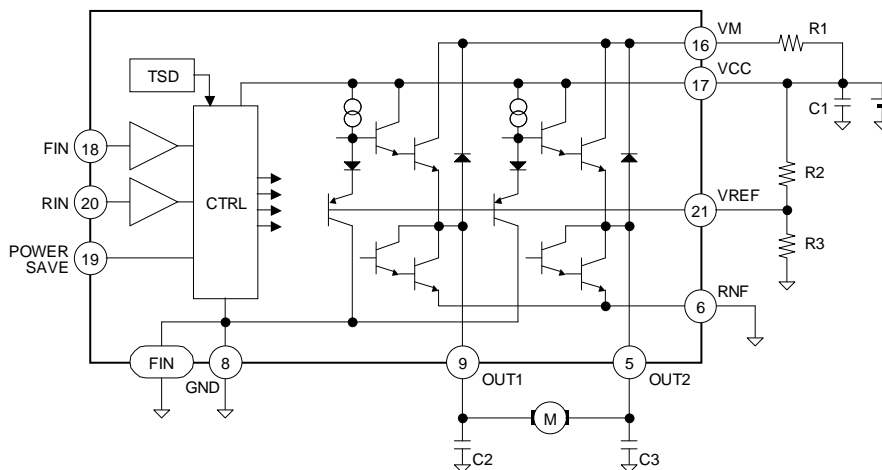 VM
16
R1
TSD
VCC
17
C1
FIN
18
R2
RIN
20
CTRL
VREF
21
POWER
SAVE
19
R3
RNF
6
FIN
8
GND
9
OUT1
5
OUT2
M
C2
C3